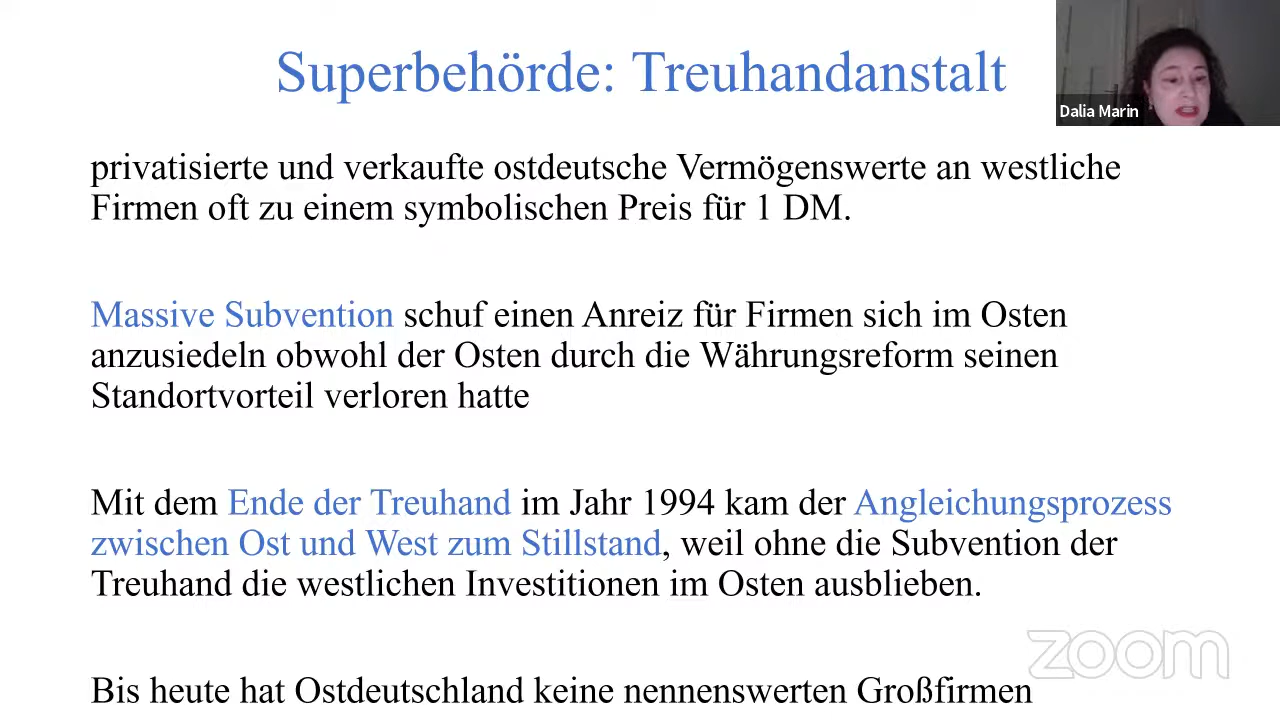 Superbehörde: Treuhandanstalt
Dalia Marin
privatisierte und verkaufte ostdeutsche Vermögenswerte an westliche
Firmen oft zu einem symbolischen Preis für 1 DM.
Massive Subvention schuf einen Anreiz für Firmen sich im Osten
anzusiedeln obwohl der Osten durch die Währungsreform seinen
Standortvorteil verloren hatte
Mit dem Ende der Treuhand im Jahr 1994 kam der Angleichungsprozess
zwischen Ost und West zum Stillstand, weil ohne die Subvention der
Treuhand die westlichen Investitionen im Osten ausblieben.
zoom
Bis heute hat Ostdeutschland keine nennenswerten Großfirmen